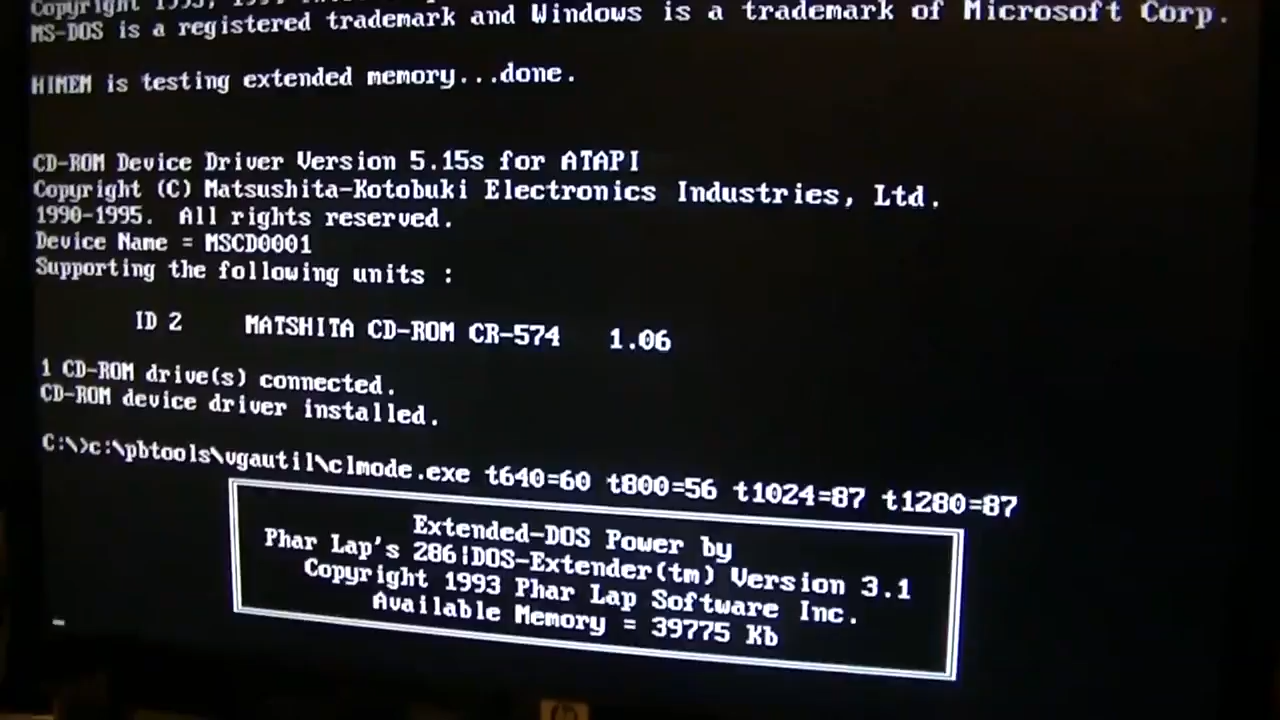 Copyright
MS-DOS is a registered trademark and Windows is a trademark of Microsoft Corp.
HIMEM is testing extended memory...done.
CD-ROM Device Driver Version 5.15s for ATAPI
Copyright (C) Matsushita-Kotobuki Electronics Industries, Ltd.
1990-1995. All rights reserved.
Device Name = MSCD0001
Supporting the following units :
ID 2 MATSHITA CD-ROM CR-574 1.06
1 CD-ROM drive(s) connected.
CD-ROM device driver installed.
C:\>c:\pbtools\vgautil\clmode.exe t640=60 t800=56 t1024=87 t1280=87
Extended-DOS Power by
Phar Lap's 286|DOS-Extender(tm) Version 3.1
Copyright 1993 Phar Lap Software Inc.
Available Memory = 39775 Kb
_
hp